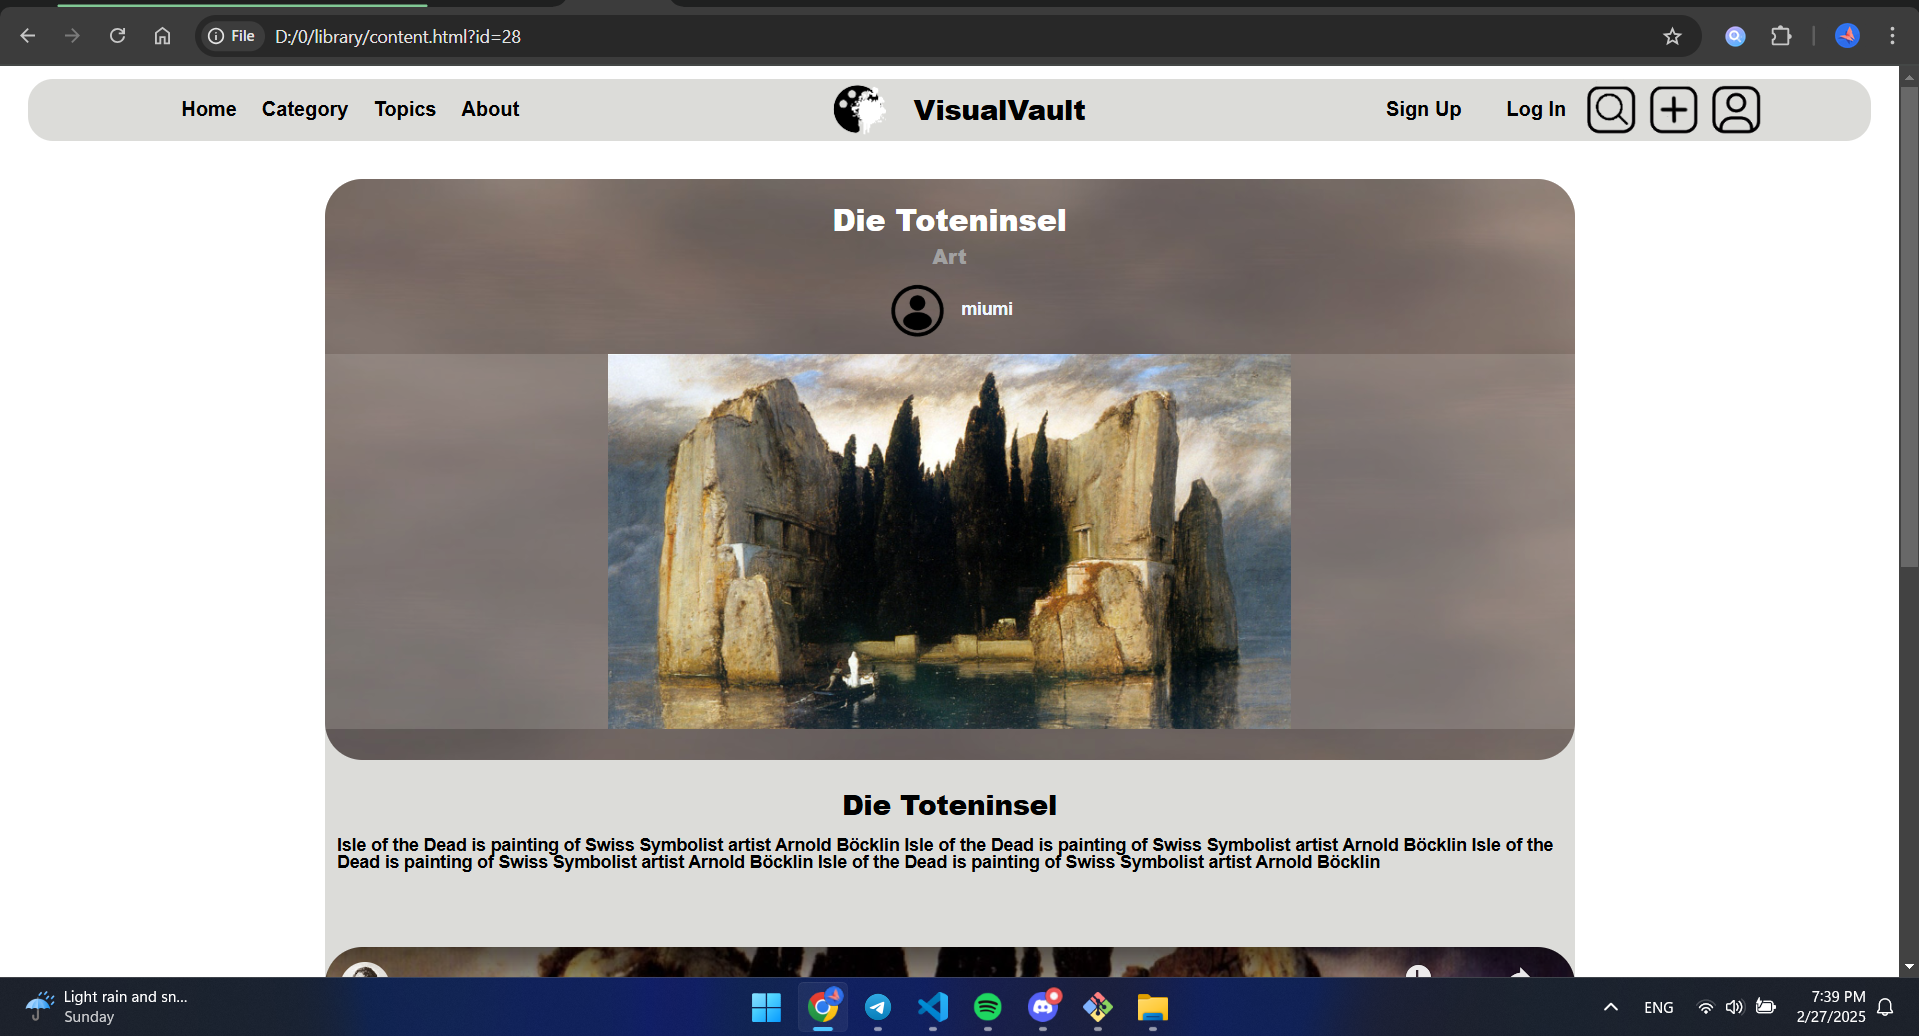 File D:/0/library/content.html?id=28
Home Category Topics About VisualVault Sign Up Log In
Die Toteninsel
Art
miumi
Die Toteninsel
Isle of the Dead is painting of Swiss Symbolist artist Arnold Böcklin Isle of the Dead is painting of Swiss Symbolist artist Arnold Böcklin Isle of the
Dead is painting of Swiss Symbolist artist Arnold Böcklin Isle of the Dead is painting of Swiss Symbolist artist Arnold Böcklin
Light rain and sn...
Sunday
ENG
7:39 PM
2/27/2025